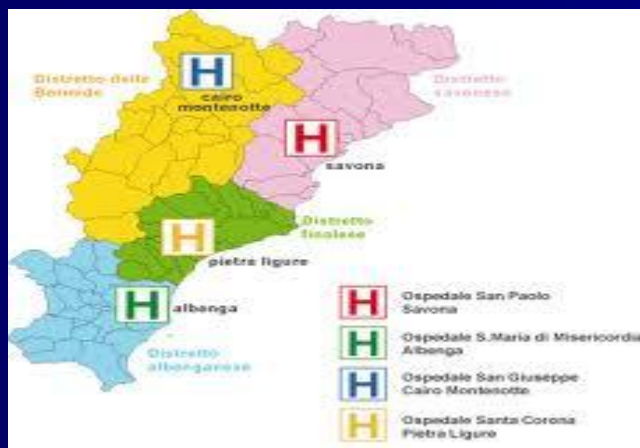 Distretto delle
Bormide
H
cairo
montenotte
Distretto
savonese
H
savona
Distretto
finalese
H
pietra ligure
H
albenga
Distretto
albenganese
H Ospedale San Paolo
Savona
H Ospedale S.Maria di Misericordia
Albenga
H Ospedale San Giuseppe
Cairo Montenotte
H Ospedale Santa Corona
Pietra Ligure